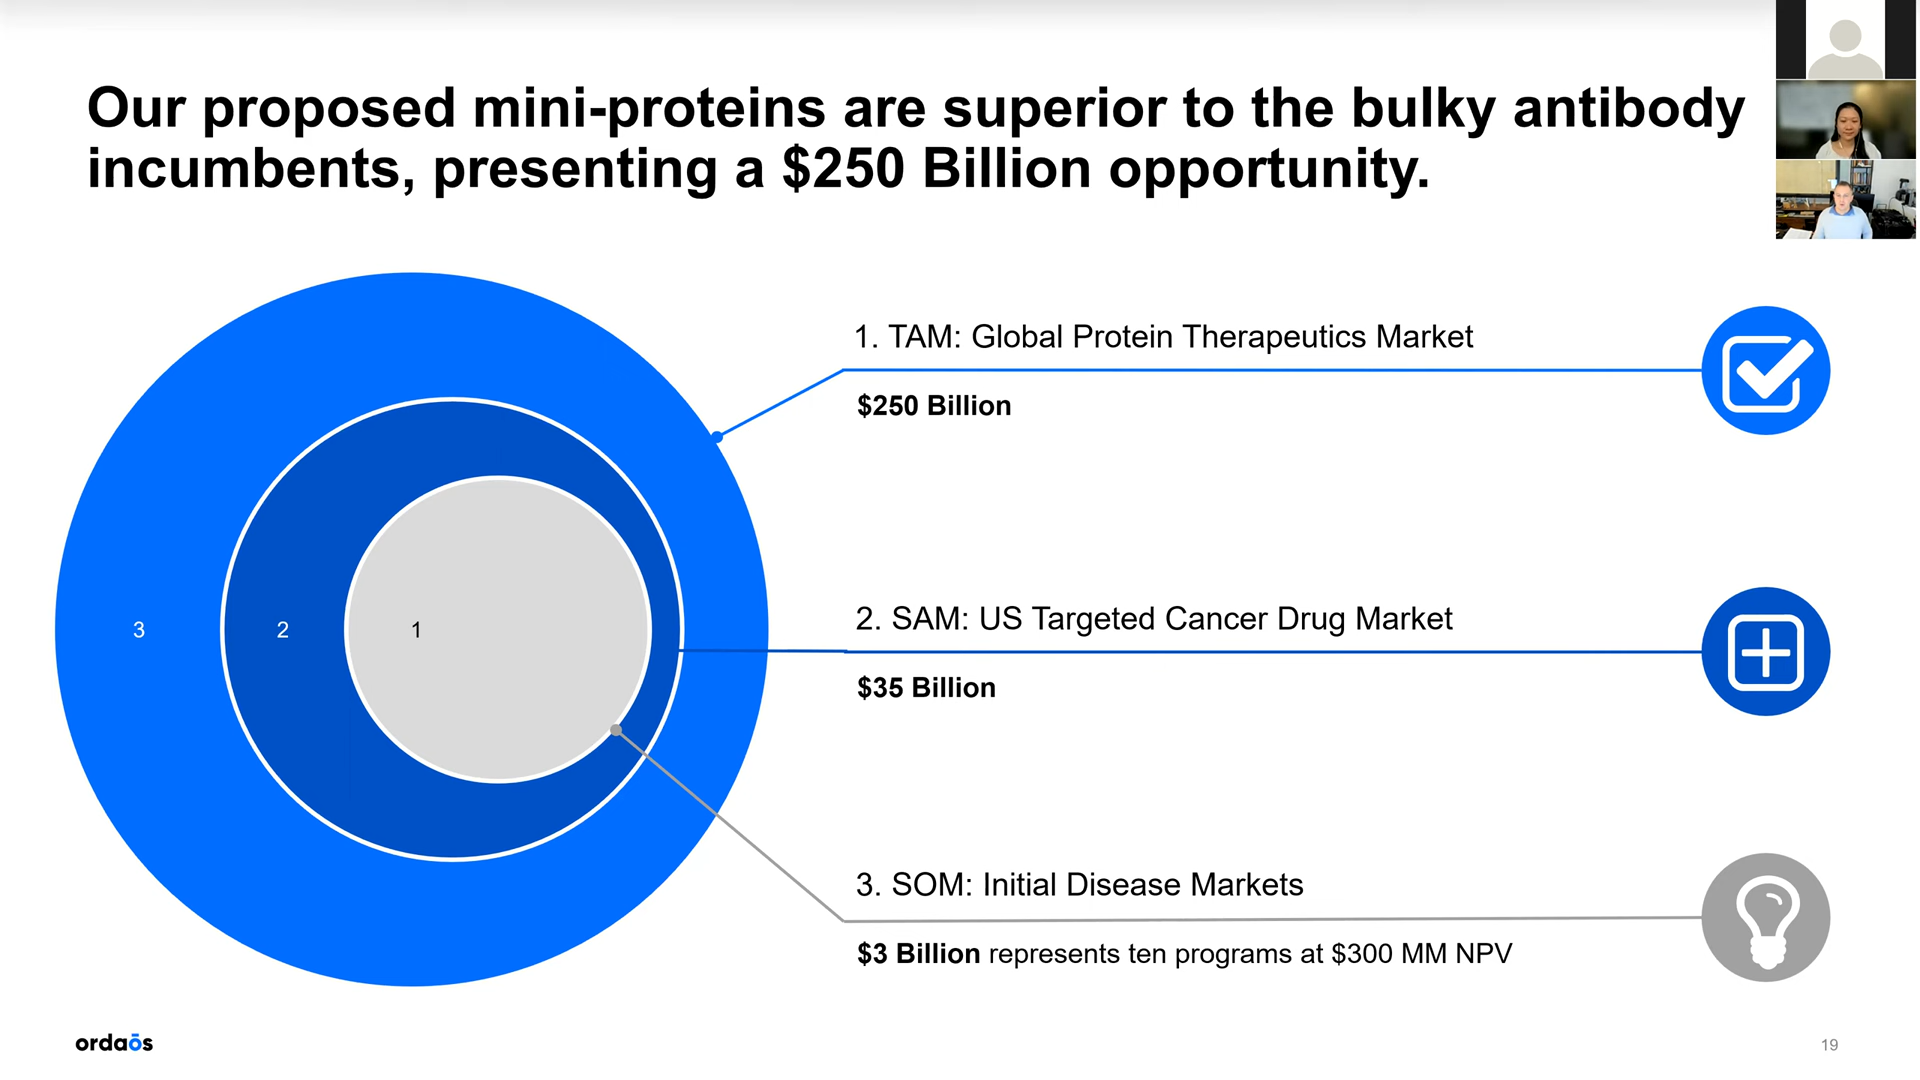 Our proposed mini-proteins are superior to the bulky antibody
incumbents, presenting a $250 Billion opportunity.
1. TAM: Global Protein Therapeutics Market
$250 Billion
3 2 1
2. SAM: US Targeted Cancer Drug Market
$35 Billion
3. SOM: Initial Disease Markets
$3 Billion represents ten programs at $300 MM NPV
ordaōs
19